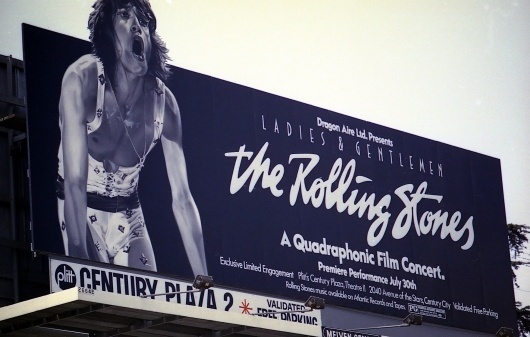 Dragon Aire Ltd. Presents
LADIES & GENTLEMEN
the Rolling Stones
A Quadraphonic Film Concert.
Premiere Performance July 30th
Exclusive Limited Engagement Plitt's Century Plaza, Theatre II 2040 Avenue of the Stars, Century City Validated Free Parking
Rolling Stones music available on Atlantic Records and Tapes. PG
plitt CENTURY PLAZA 2 * VALIDATED
FREE PARKING